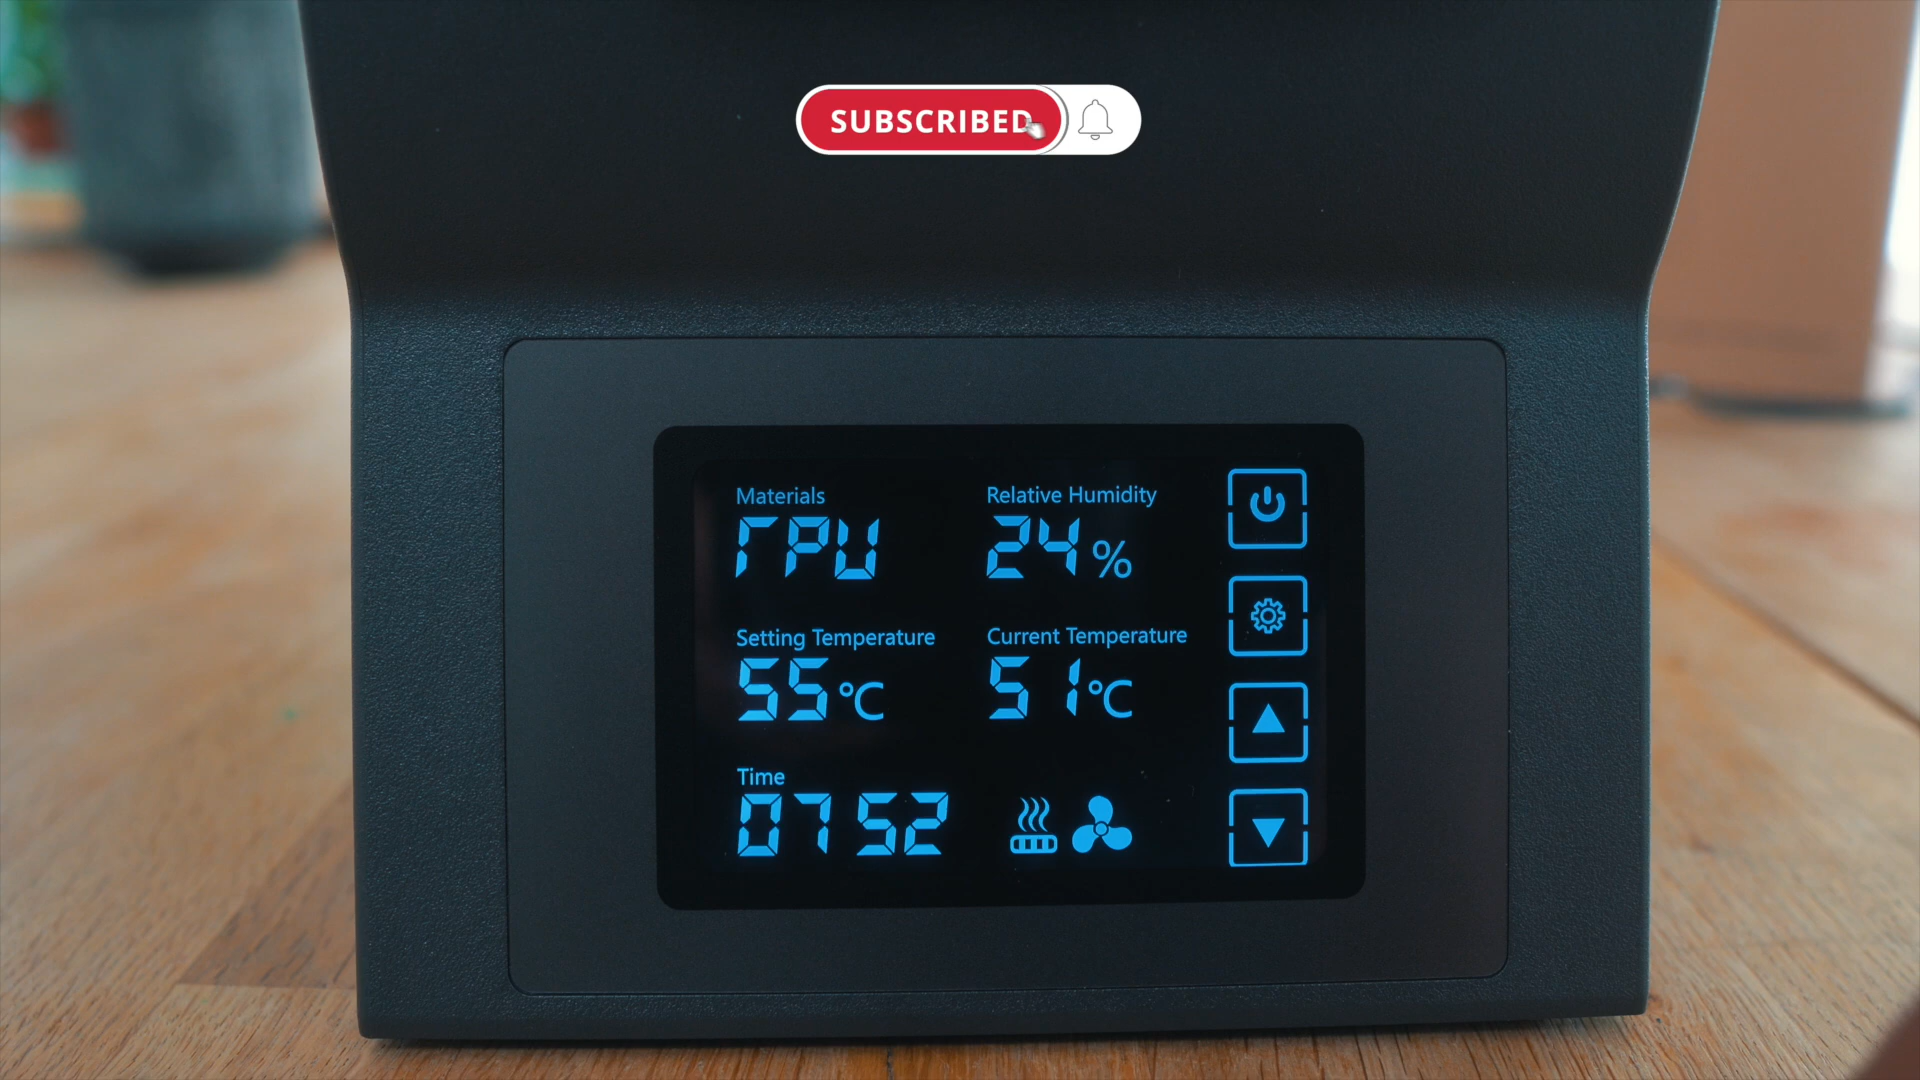 SUBSCRIBED
Materials
TPU
Relative Humidity
24%
Setting Temperature
55°C
Current Temperature
51°C
Time
07 52